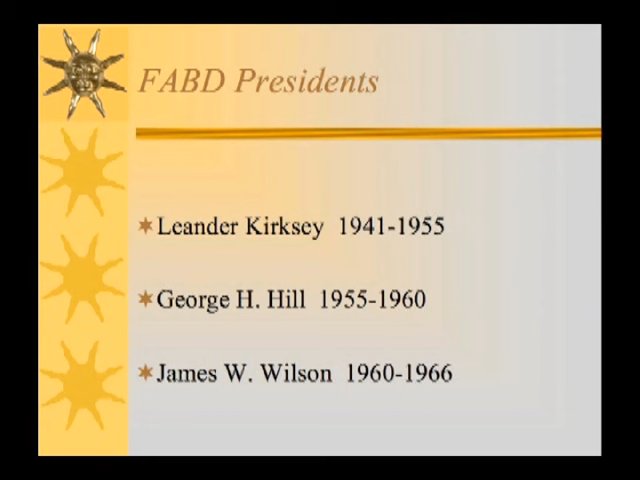 FABD Presidents
Leander Kirksey 1941-1955
George H. Hill 1955-1960
James W. Wilson 1960-1966